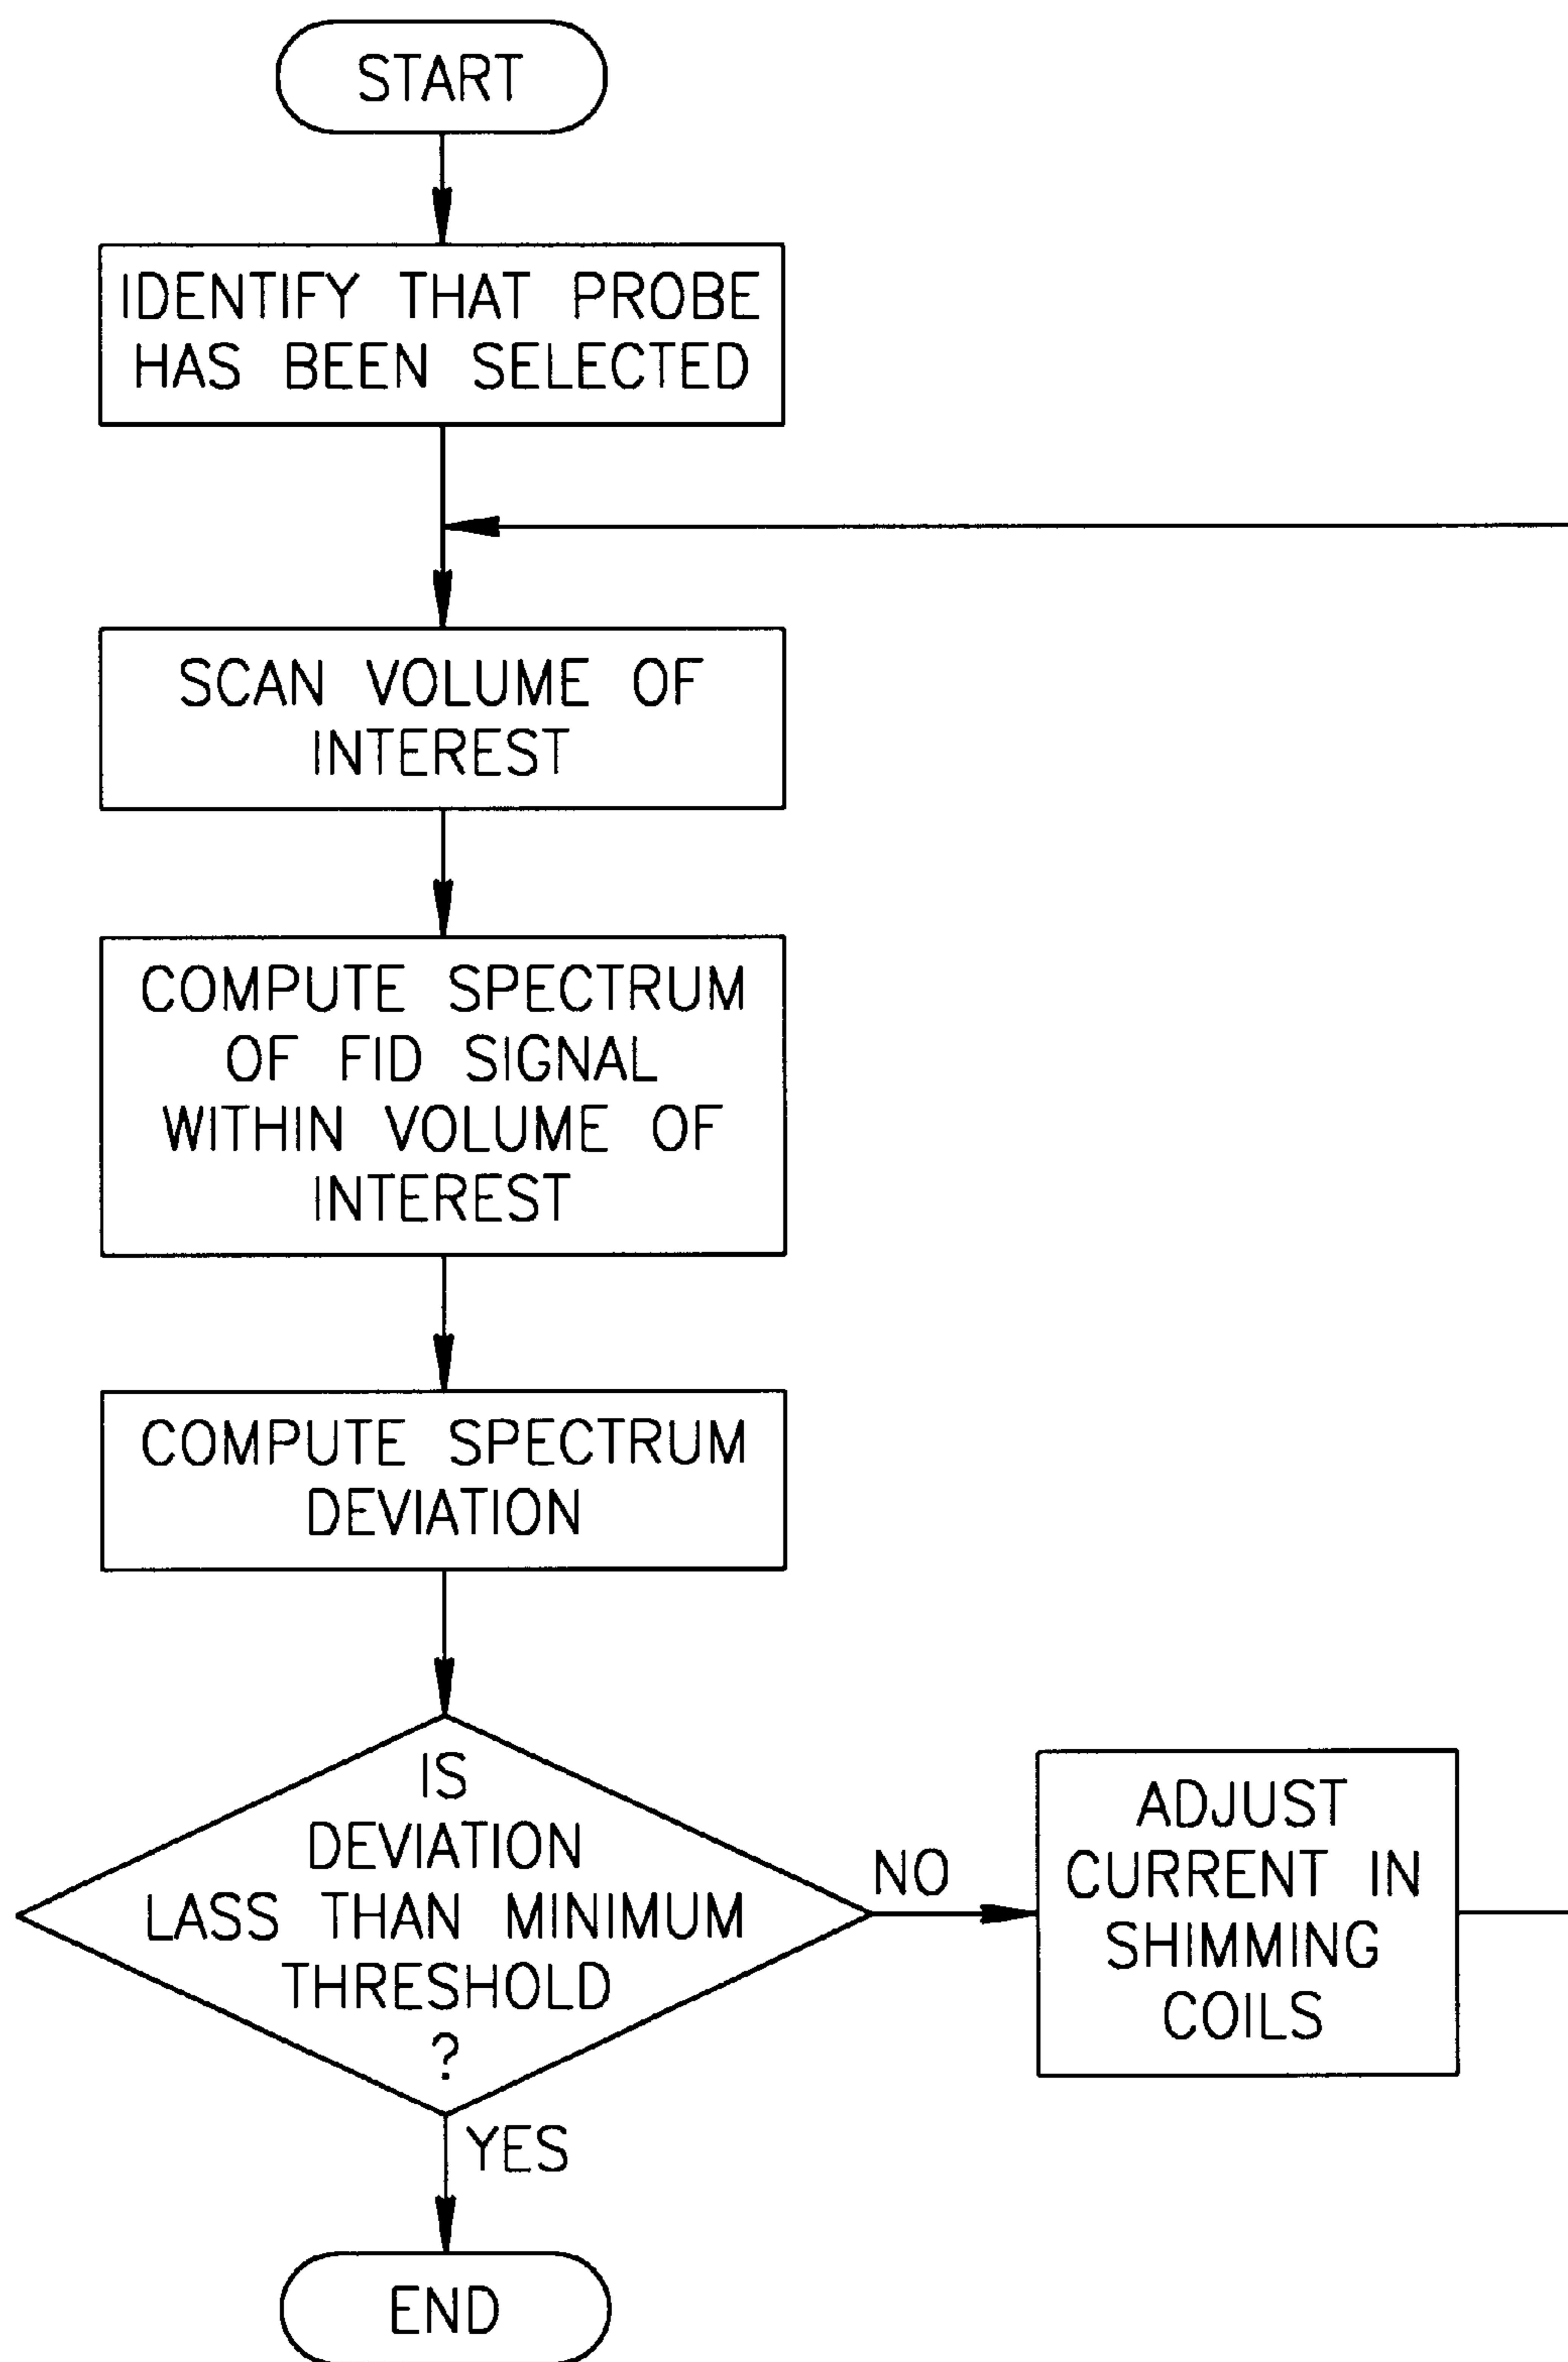 START
IDENTIFY THAT PROBE
HAS BEEN SELECTED
SCAN VOLUME OF
INTEREST
COMPUTE SPECTRUM
OF FID SIGNAL
WITHIN VOLUME OF
INTEREST
COMPUTE SPECTRUM
DEVIATION
IS
DEVIATION
LASS THAN MINIMUM
THRESHOLD
?
NO
ADJUST
CURRENT IN
SHIMMING
COILS
YES
END